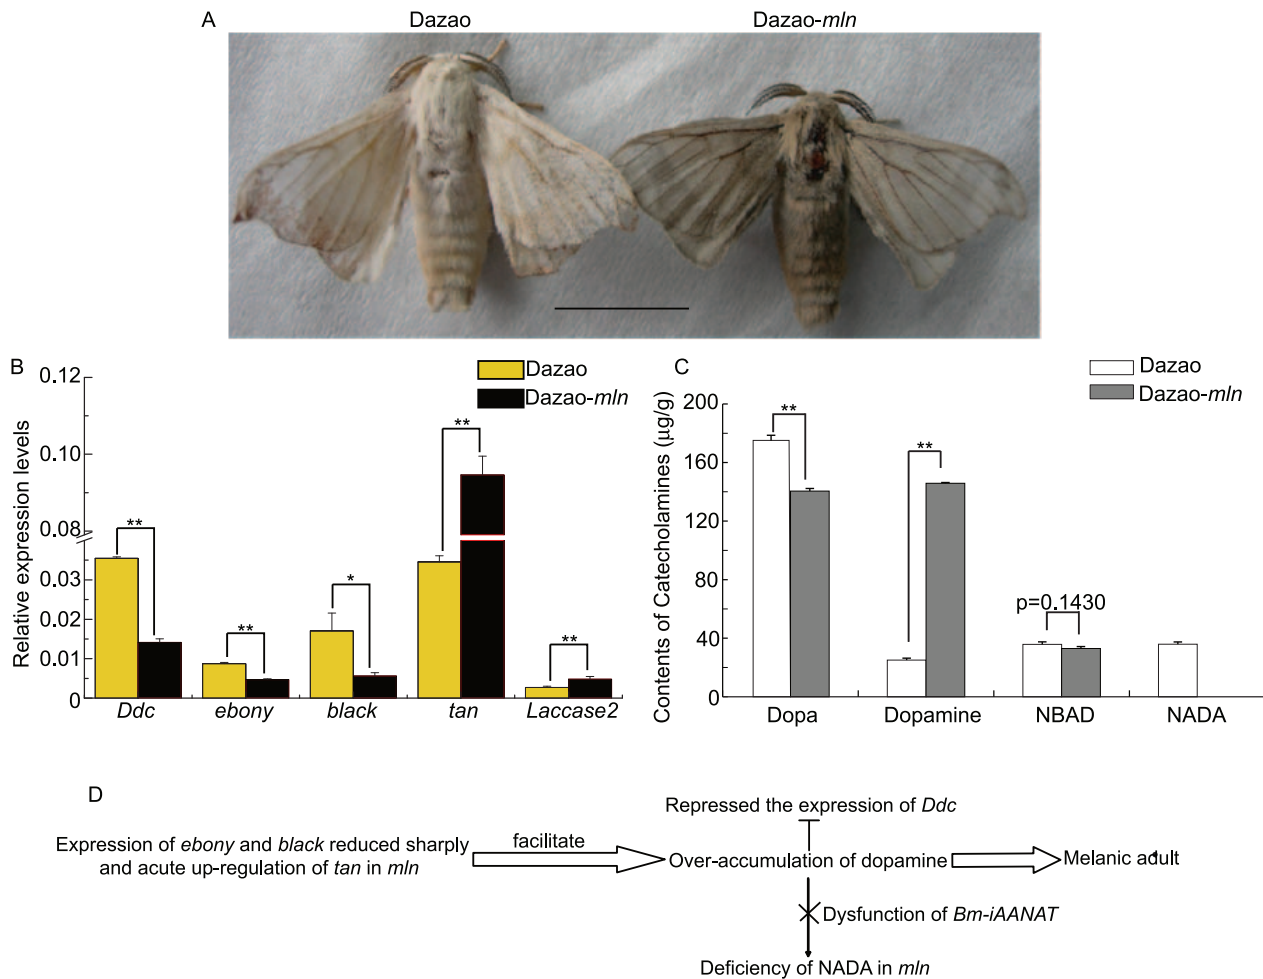 A
Dazao
Dazao-mln
B
Dazao
Dazao-mln
Relative expression levels
0.12
0.10
0.08
0.03
0.02
0.01
0
**
**
*
**
**
Ddc
ebony
black
tan
Laccase2
C
Dazao
Dazao-mln
Contents of Catecholamines (μg/g)
200
160
120
80
40
0
**
**
p=0.1430
Dopa
Dopamine
NBAD
NADA
D
Repressed the expression of Ddc
Expression of ebony and black reduced sharply
and acute up-regulation of tan in mln
facilitate
Over-accumulation of dopamine
Melanic adult
Dysfunction of Bm-iAANAT
Deficiency of NADA in mln